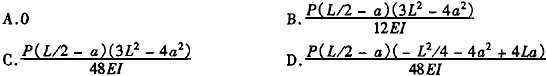 A.0
B. P(L/2 - a)(3L² - 4a²) / 12EI
C. P(L/2 - a)(3L² - 4a²) / 48EI
D. P(L/2 - a)( - L²/4 - 4a² + 4La) / 48EI